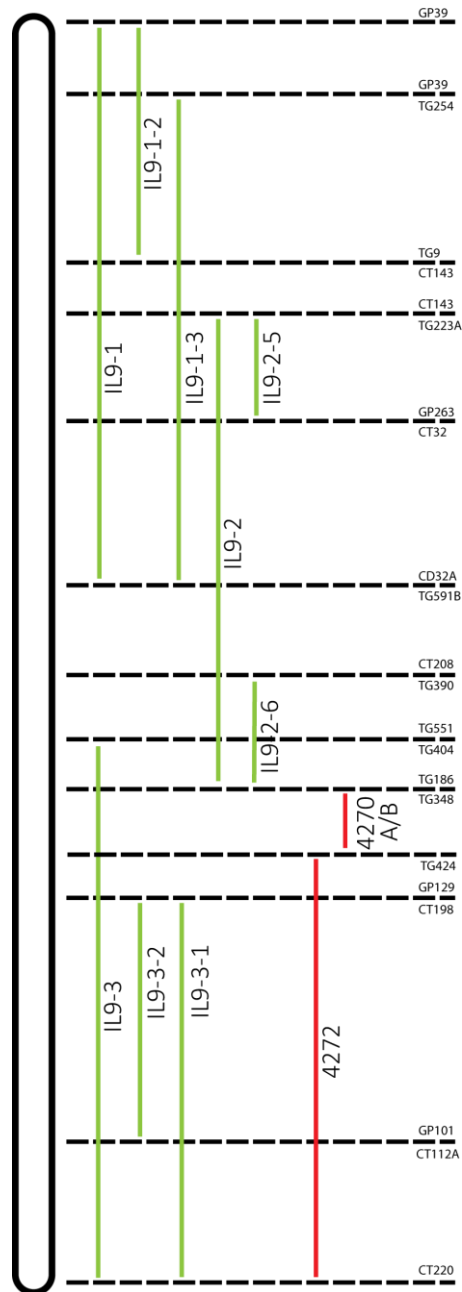 GP39
GP39
TG254
IL9-1-2
TG9
CT143
CT143
TG223A
IL9-1
IL9-1-3
IL9-2-5
GP263
CT32
IL9-2
CD32A
TG591B
CT208
TG390
IL9-2-6
TG551
TG404
TG186
TG348
4270
A/B
TG424
GP129
CT198
IL9-3
IL9-3-2
IL9-3-1
4272
GP101
CT112A
CT220